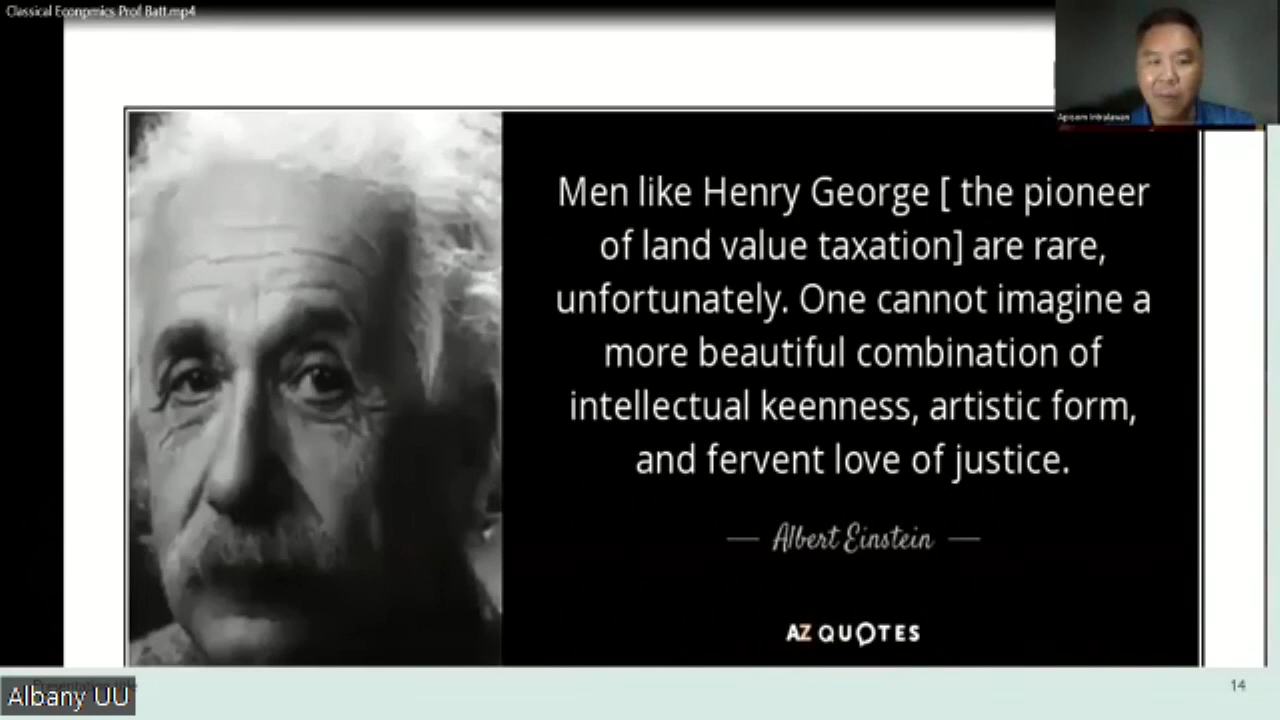 Classical Econpmics Prof Batt.mp4
Men like Henry George [ the pioneer
of land value taxation] are rare,
unfortunately. One cannot imagine a
more beautiful combination of
intellectual keenness, artistic form,
and fervent love of justice.
— Albert Einstein —
AZ QUOTES
Albany UU
14